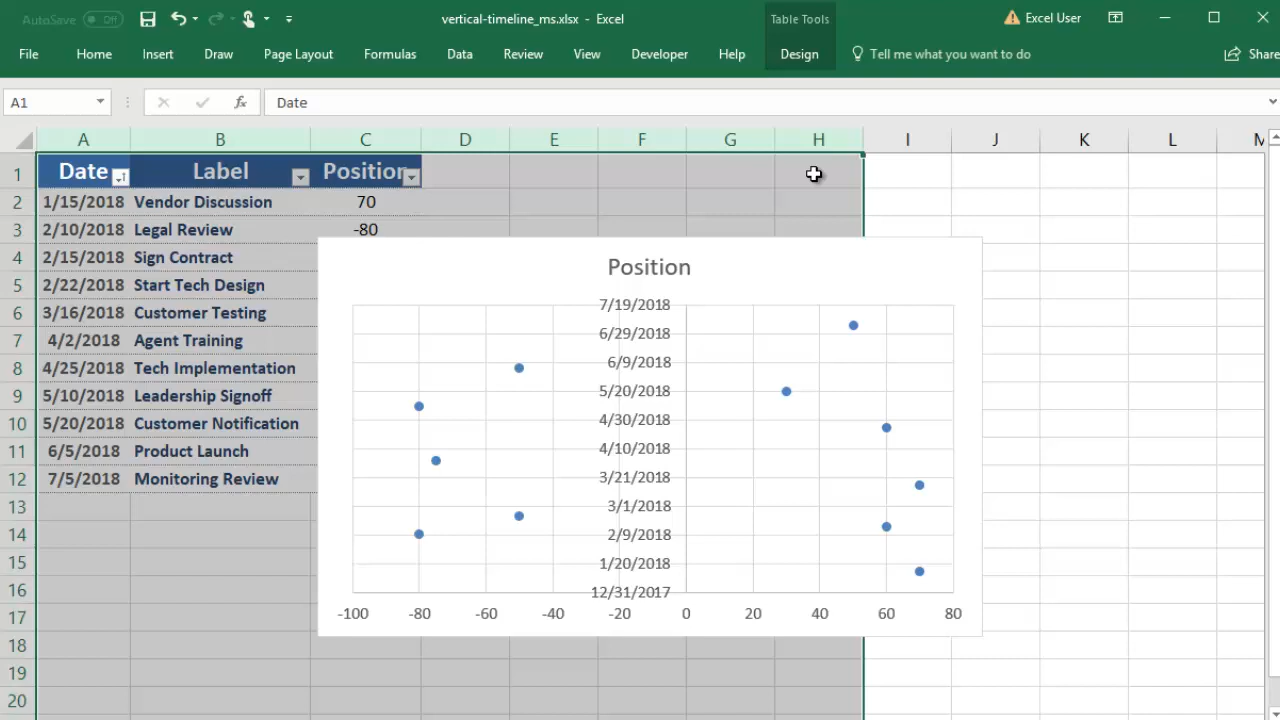 AutoSave Off vertical-timeline_ms.xlsx - Excel Table Tools Excel User
File Home Insert Draw Page Layout Formulas Data Review View Developer Help Design Tell me what you want to do Share
A1 fx Date
A B C D E F G H I J K L M
1 Date Label Position
2 1/15/2018 Vendor Discussion 70
3 2/10/2018 Legal Review -80
4 2/15/2018 Sign Contract
5 2/22/2018 Start Tech Design
6 3/16/2018 Customer Testing
7 4/2/2018 Agent Training
8 4/25/2018 Tech Implementation
9 5/10/2018 Leadership Signoff
10 5/20/2018 Customer Notification
11 6/5/2018 Product Launch
12 7/5/2018 Monitoring Review
13
14
15
16
17
18
19
20
Position
7/19/2018
6/29/2018
6/9/2018
5/20/2018
4/30/2018
4/10/2018
3/21/2018
3/1/2018
2/9/2018
1/20/2018
12/31/2017
-100 -80 -60 -40 -20 0 20 40 60 80